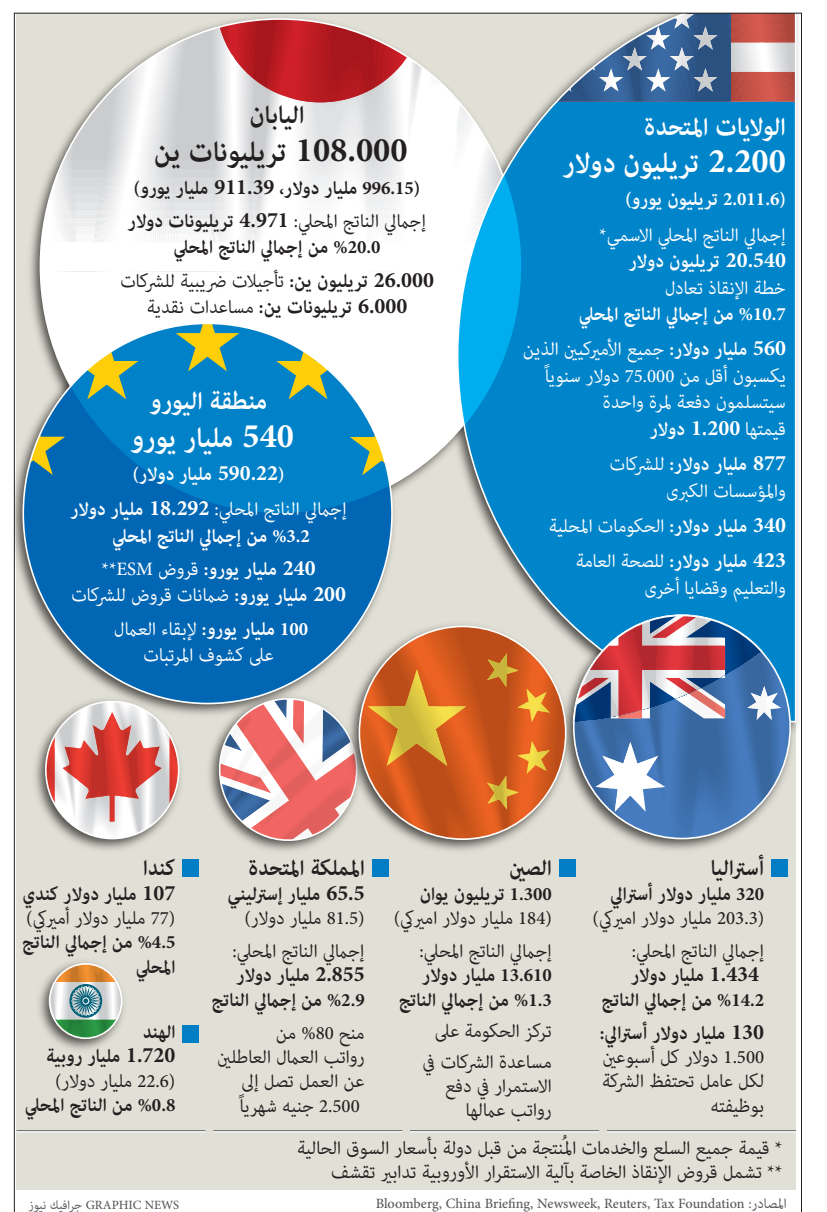 اليابان
108.000 تريليونات ين
(996.15 مليار دولار، 911.39 مليار يورو)
إجمالي الناتج المحلي: 4.971 تريليونات دولار
%20.0 من إجمالي الناتج المحلي
26.000 تريليون ين: تأجيلات ضريبية للشركات
6.000 تريليونات ين: مساعدات نقدية
الولايات المتحدة
2.200 تريليون دولار
(2.011.6 تريليون يورو)
إجمالي الناتج المحلي الاسمي*
20.540 تريليون دولار
خطة الإنقاذ تعادل
%10.7 من إجمالي الناتج المحلي
560 مليار دولار: جميع الأميركيين الذين
يكسبون أقل من 75.000 دولار سنوياً
سيتسلمون دفعة لمرة واحدة
قيمتها 1.200 دولار
877 مليار دولار: للشركات
والمؤسسات الكبرى
340 مليار دولار: الحكومات المحلية
423 مليار دولار: للصحة العامة
والتعليم وقضايا أخرى
منطقة اليورو
540 مليار يورو
(590.22 مليار دولار)
إجمالي الناتج المحلي: 18.292 مليار دولار
%3.2 من إجمالي الناتج المحلي
240 مليار يورو: قروض ESM**
200 مليار يورو: ضمانات قروض للشركات
100 مليار يورو: لإبقاء العمال
على كشوف المرتبات
أستراليا
320 مليار دولار أسترالي
(203.3 مليار دولار اميركي)
إجمالي الناتج المحلي:
1.434 مليار دولار
%14.2 من إجمالي الناتج
130 مليار دولار أسترالي:
1.500 دولار كل أسبوعين
لكل عامل تحتفظ الشركة
بوظيفته
الصين
1.300 تريليون يوان
(184 مليار دولار اميركي)
إجمالي الناتج المحلي:
13.610 مليار دولار
%1.3 من إجمالي الناتج
تركز الحكومة على
مساعدة الشركات في
الاستمرار في دفع
رواتب عمالها
المملكة المتحدة
65.5 مليار إسترليني
(81.5 مليار دولار)
إجمالي الناتج المحلي:
2.855 مليار دولار
%2.9 من إجمالي الناتج
منح 80% من
رواتب العمال العاطلين
عن العمل تصل إلى
2.500 جنيه شهرياً
كندا
107 مليار دولار كندي
(77 مليار دولار أميركي)
%4.5 من إجمالي الناتج
المحلي
الهند
1.720 مليار روبية
(22.6 مليار دولار)
%0.8 من الناتج المحلي
* قيمة جميع السلع والخدمات المُنتجة من قبل دولة بأسعار السوق الحالية
** تشمل قروض الإنقاذ الخاصة بآلية الاستقرار الأوروبية تدابير تقشف
المصادر: Bloomberg, China Briefing, Newsweek, Reuters, Tax Foundation
GRAPHIC NEWS جرافيك نيوز